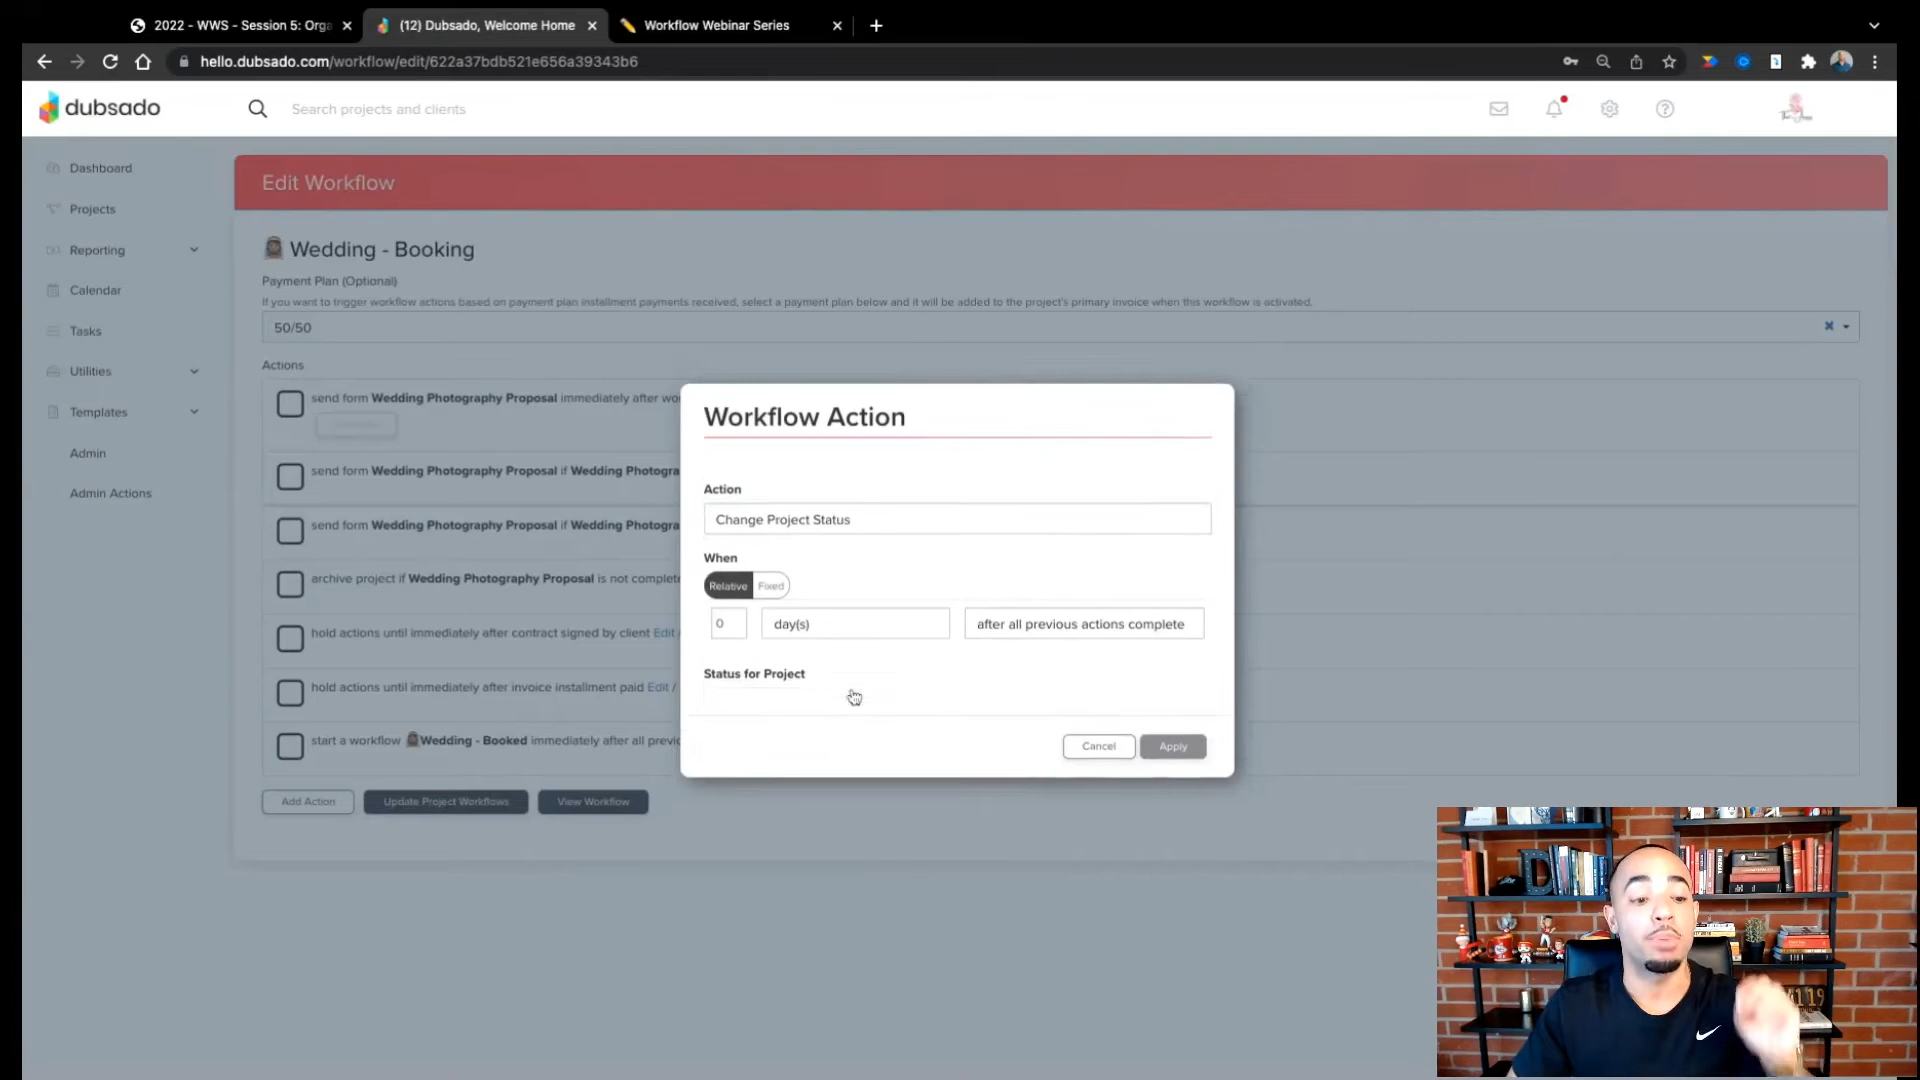 2022 - WWS - Session 5: Orga
(12) Dubsado, Welcome Home
Workflow Webinar Series
hello.dubsado.com/workflow/edit/622a37bdb521e656a39343b6
dubsado
Search projects and clients
Dashboard
Projects
Reporting
Calendar
Tasks
Utilities
Templates
Admin
Admin Actions
Edit Workflow
Wedding - Booking
Payment Plan (Optional)
If you want to trigger workflow actions based on payment plan installment payments received, select a payment plan below and it will be added to the project's primary invoice when this workflow is activated.
50/50
Actions
send form Wedding Photography Proposal immediately after wo
send form Wedding Photography Proposal if Wedding Photogra
send form Wedding Photography Proposal if Wedding Photogra
archive project if Wedding Photography Proposal is not complete
hold actions until immediately after contract signed by client Edit /
hold actions until immediately after invoice installment paid Edit /
start a workflow Wedding - Booked immediately after all previ
Add Action
Update Project Workflows
View Workflow
Workflow Action
Action
Change Project Status
When
Relative
Fixed
0
day(s)
after all previous actions complete
Status for Project
Cancel
Apply
D